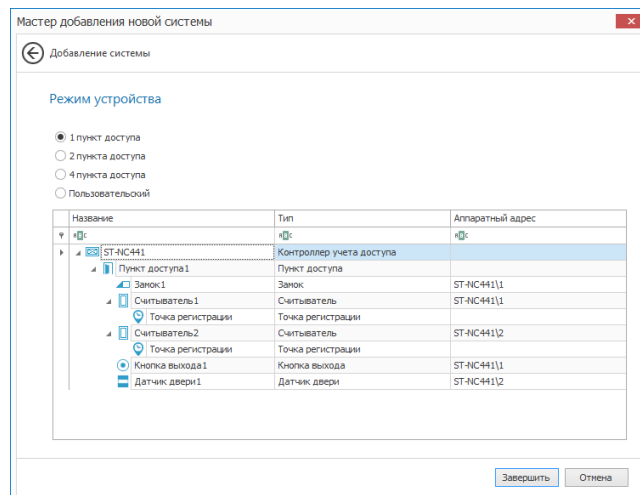 Мастер добавления новой системы
Добавление системы
Режим устройства
1 пункт доступа
2 пункта доступа
4 пункта доступа
Пользовательский
Название Тип Аппаратный адрес
ST-NC441 Контроллер учета доступа
Пункт доступа1 Пункт доступа
Замок1 Замок ST-NC441\1
Считыватель1 Считыватель ST-NC441\1
Точка регистрации Точка регистрации
Считыватель2 Считыватель ST-NC441\2
Точка регистрации Точка регистрации
Кнопка выхода1 Кнопка выхода ST-NC441\1
Датчик двери1 Датчик двери ST-NC441\2
Завершить Отмена